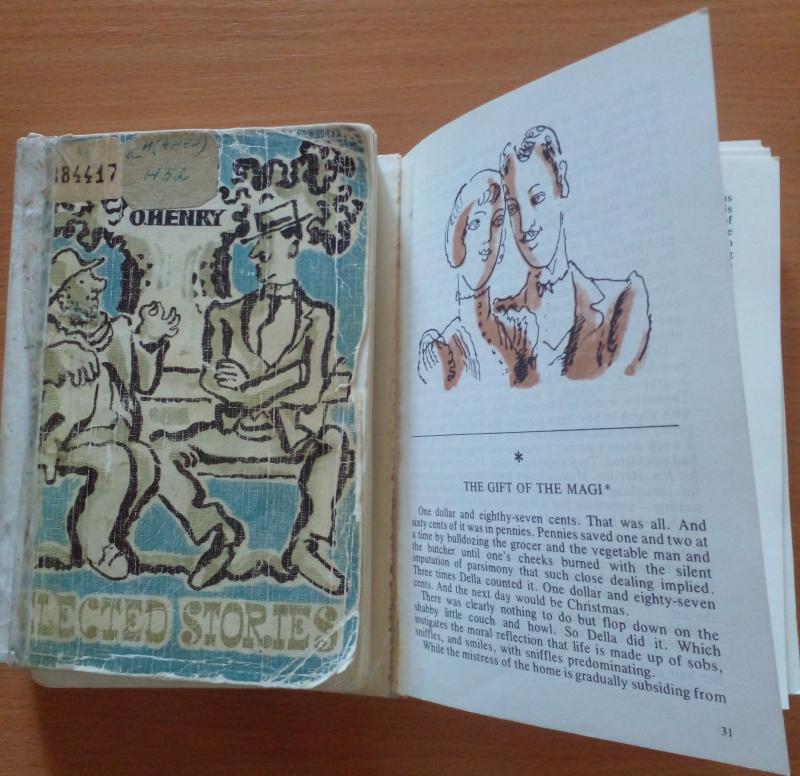 84417
H52
O.HENRY
LECTED STORIES
*
THE GIFT OF THE MAGI*
One dollar and eighthy-seven cents. That was all. And
sixty cents of it was in pennies. Pennies saved one and two at
a time by bulldozing the grocer and the vegetable man and
the butcher until one's cheeks burned with the silent
imputation of parsimony that such close dealing implied.
Three times Della counted it. One dollar and eighty-seven
cents. And the next day would be Christmas.
There was clearly nothing to do but flop down on the
shabby little couch and howl. So Della did it. Which
instigates the moral reflection that life is made up of sobs,
sniffles, and smiles, with sniffles predominating.
While the mistress of the home is gradually subsiding from
31